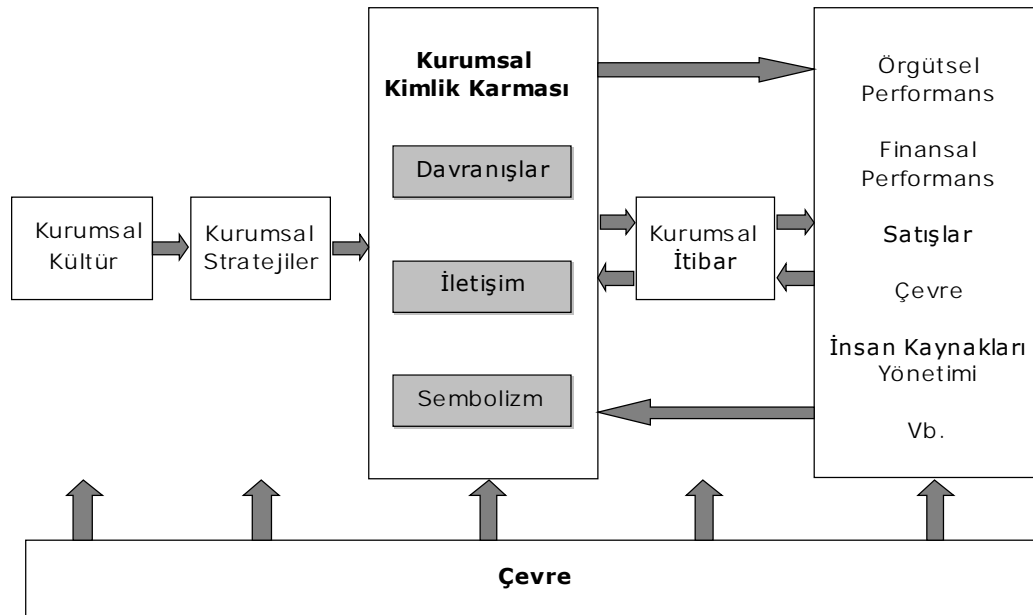 Kurumsal
Kültür
Kurumsal
Stratejiler
Kurumsal
Kimlik Karması
Davranışlar
İletişim
Sembolizm
Kurumsal
İtibar
Örgütsel
Performans
Finansal
Performans
Satışlar
Çevre
İnsan Kaynakları
Yönetimi
Vb.
Çevre